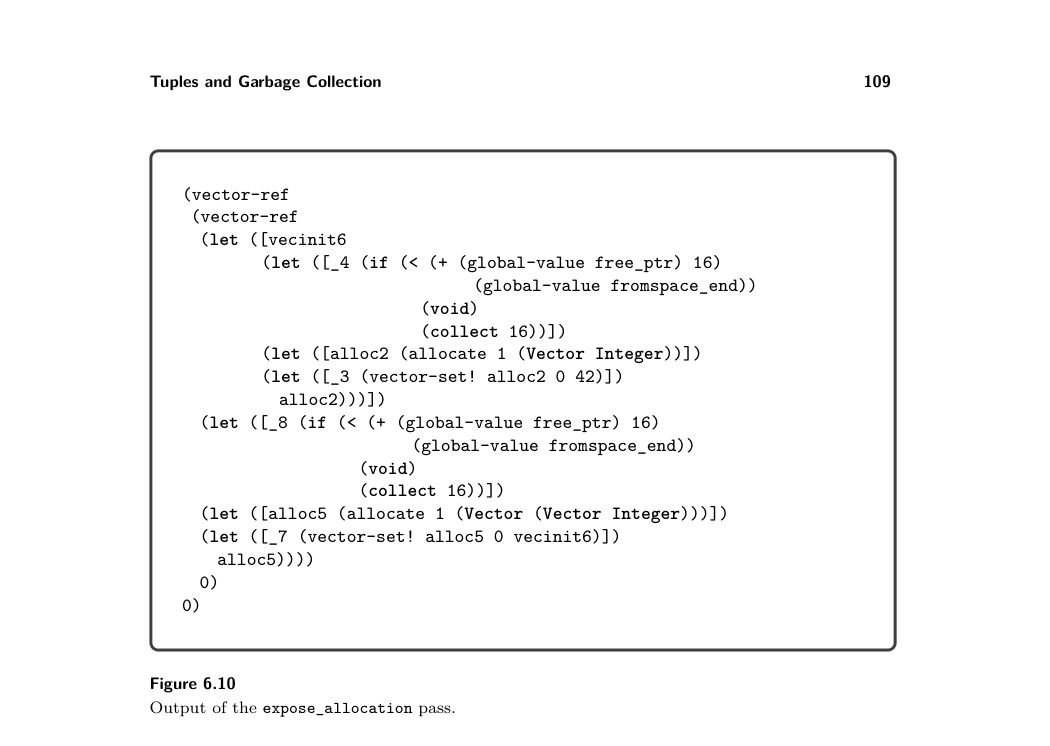 Tuples and Garbage Collection 109
(vector-ref
 (vector-ref
  (let ([vecinit6
         (let ([_4 (if (< (+ (global-value free_ptr) 16)
                                 (global-value fromspace_end))
                           (void)
                           (collect 16))])
         (let ([alloc2 (allocate 1 (Vector Integer))])
         (let ([_3 (vector-set! alloc2 0 42)])
           alloc2)))])
  (let ([_8 (if (< (+ (global-value free_ptr) 16)
                          (global-value fromspace_end))
                    (void)
                    (collect 16))])
  (let ([alloc5 (allocate 1 (Vector (Vector Integer)))])
  (let ([_7 (vector-set! alloc5 0 vecinit6)])
    alloc5))))
  0)
0)
Figure 6.10
Output of the expose_allocation pass.